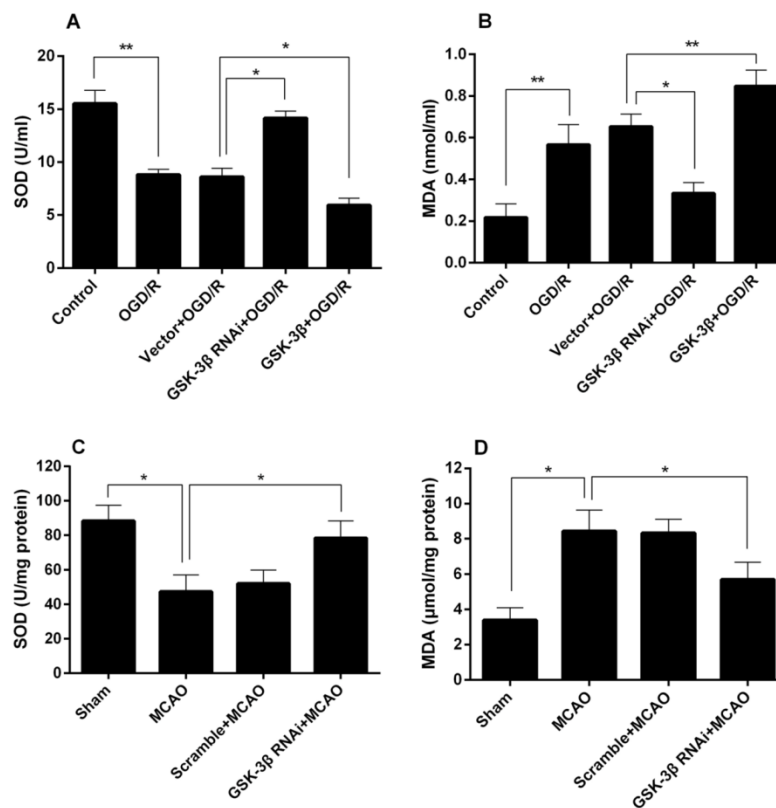 A
SOD (U/ml)
20
15
10
5
0
**
*
*
Control
OGD/R
Vector+OGD/R
GSK-3β RNAi+OGD/R
GSK-3β+OGD/R
B
MDA (nmol/ml)
1.0
0.8
0.6
0.4
0.2
0.0
**
**
*
Control
OGD/R
Vector+OGD/R
GSK-3β RNAi+OGD/R
GSK-3β+OGD/R
C
SOD (U/mg protein)
120
100
80
60
40
20
0
*
*
Sham
MCAO
Scramble+MCAO
GSK-3β RNAi+MCAO
D
MDA (μmol/mg protein)
12
10
8
6
4
2
0
*
*
Sham
MCAO
Scramble+MCAO
GSK-3β RNAi+MCAO